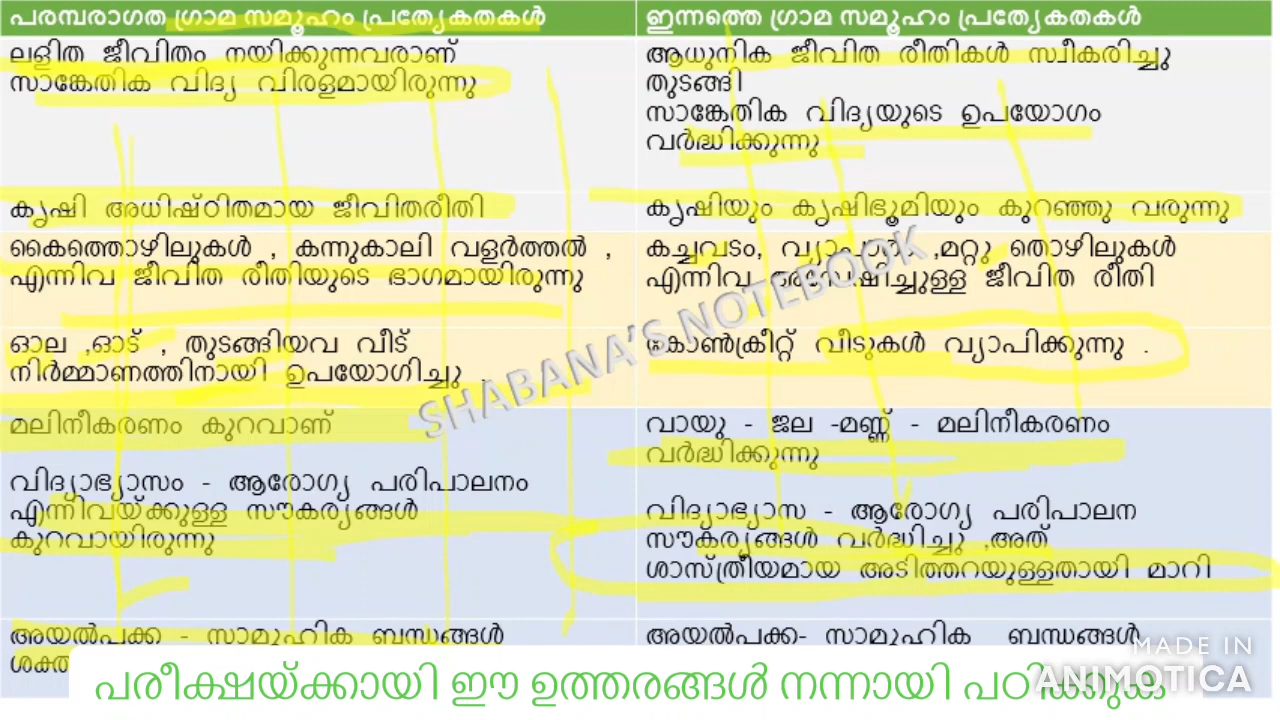 പരമ്പരാഗത ഗ്രാമ സമൂഹം പ്രത്യേകതകൾ
ലളിത ജീവിതം നയിക്കുന്നവരാണ്
സാങ്കേതിക വിദ്യ വിരളമായിരുന്നു
കൃഷി അധിഷ്ഠിതമായ ജീവിതരീതി
കൈത്തൊഴിലുകൾ , കന്നുകാലി വളർത്തൽ ,
എന്നിവ ജീവിത രീതിയുടെ ഭാഗമായിരുന്നു
ഓല ,ഓട് , തുടങ്ങിയവ വീട്
നിർമ്മാണത്തിനായി ഉപയോഗിച്ചു .
മലിനീകരണം കുറവാണ്
വിദ്യാഭ്യാസം - ആരോഗ്യ പരിപാലനം
എന്നിവയ്ക്കുള്ള സൗകര്യങ്ങൾ
കുറവായിരുന്നു
അയൽപക്ക - സാമൂഹിക ബന്ധങ്ങൾ
ഇന്നത്തെ ഗ്രാമ സമൂഹം പ്രത്യേകതകൾ
ആധുനിക ജീവിത രീതികൾ സ്വീകരിച്ചു
തുടങ്ങി
സാങ്കേതിക വിദ്യയുടെ ഉപയോഗം
വർദ്ധിക്കുന്നു
കൃഷിയും കൃഷിഭൂമിയും കുറഞ്ഞു വരുന്നു
കച്ചവടം, വ്യാപാരം ,മറ്റു തൊഴിലുകൾ
എന്നിവ അന്വേഷിച്ചുള്ള ജീവിത രീതി
കോൺക്രീറ്റ് വീടുകൾ വ്യാപിക്കുന്നു .
വായു - ജല -മണ്ണ് - മലിനീകരണം
വർദ്ധിക്കുന്നു
വിദ്യാഭ്യാസ - ആരോഗ്യ പരിപാലന
സൗകര്യങ്ങൾ വർദ്ധിച്ചു ,അത്
ശാസ്ത്രീയമായ അടിത്തറയുള്ളതായി മാറി
അയൽപക്ക- സാമൂഹിക ബന്ധങ്ങൾ
SHABANA'S NOTEBOOK
പരീക്ഷയ്ക്കായി ഈ ഉത്തരങ്ങൾ നന്നായി
MADE IN
ANIMOTICA